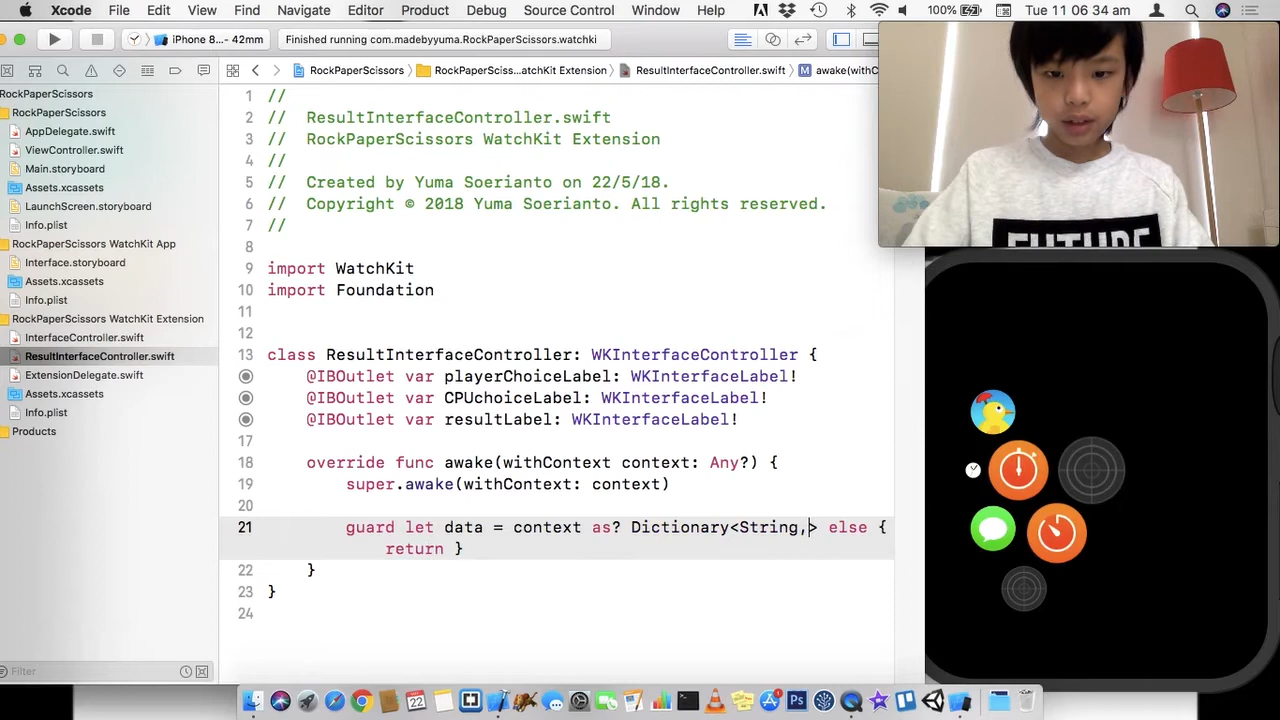 Xcode File Edit View Find Navigate Editor Product Debug Source Control Window Help 100% Tue 11 06 34 am
iPhone 8... - 42mm Finished running com.madebyyuma.RockPaperScissors.watchki
RockPaperScissors RockPaperSciss...atchKit Extension ResultInterfaceController.swift M awake(withC
RockPaperScissors
RockPaperScissors
AppDelegate.swift
ViewController.swift
Main.storyboard
Assets.xcassets
LaunchScreen.storyboard
Info.plist
RockPaperScissors WatchKit App
Interface.storyboard
Assets.xcassets
Info.plist
RockPaperScissors WatchKit Extension
InterfaceController.swift
ResultInterfaceController.swift
ExtensionDelegate.swift
Assets.xcassets
Info.plist
Products
Filter
1 //
2 // ResultInterfaceController.swift
3 // RockPaperScissors WatchKit Extension
4 //
5 // Created by Yuma Soerianto on 22/5/18.
6 // Copyright © 2018 Yuma Soerianto. All rights reserved.
7 //
8
9 import WatchKit
10 import Foundation
11
12
13 class ResultInterfaceController: WKInterfaceController {
@IBOutlet var playerChoiceLabel: WKInterfaceLabel!
@IBOutlet var CPUchoiceLabel: WKInterfaceLabel!
@IBOutlet var resultLabel: WKInterfaceLabel!
17
18 override func awake(withContext context: Any?) {
19 super.awake(withContext: context)
20
21 guard let data = context as? Dictionary<String,> else {
return }
22 }
23 }
24
FUTURE
22
Ps